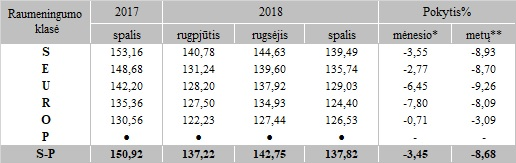 Raumeningumo klasė 2017 2018 Pokytis%
spalis rugpjūtis rugsėjis spalis mėnesio* metų**
S 153,16 140,78 144,63 139,49 -3,55 -8,93
E 148,68 131,24 139,60 135,74 -2,77 -8,70
U 142,20 128,20 137,92 129,03 -6,45 -9,26
R 135,36 127,50 134,93 124,40 -7,80 -8,09
O 130,56 122,23 127,44 126,53 -0,71 -3,09
P ● ● ● ● - -
S-P 150,92 137,22 142,75 137,82 -3,45 -8,68